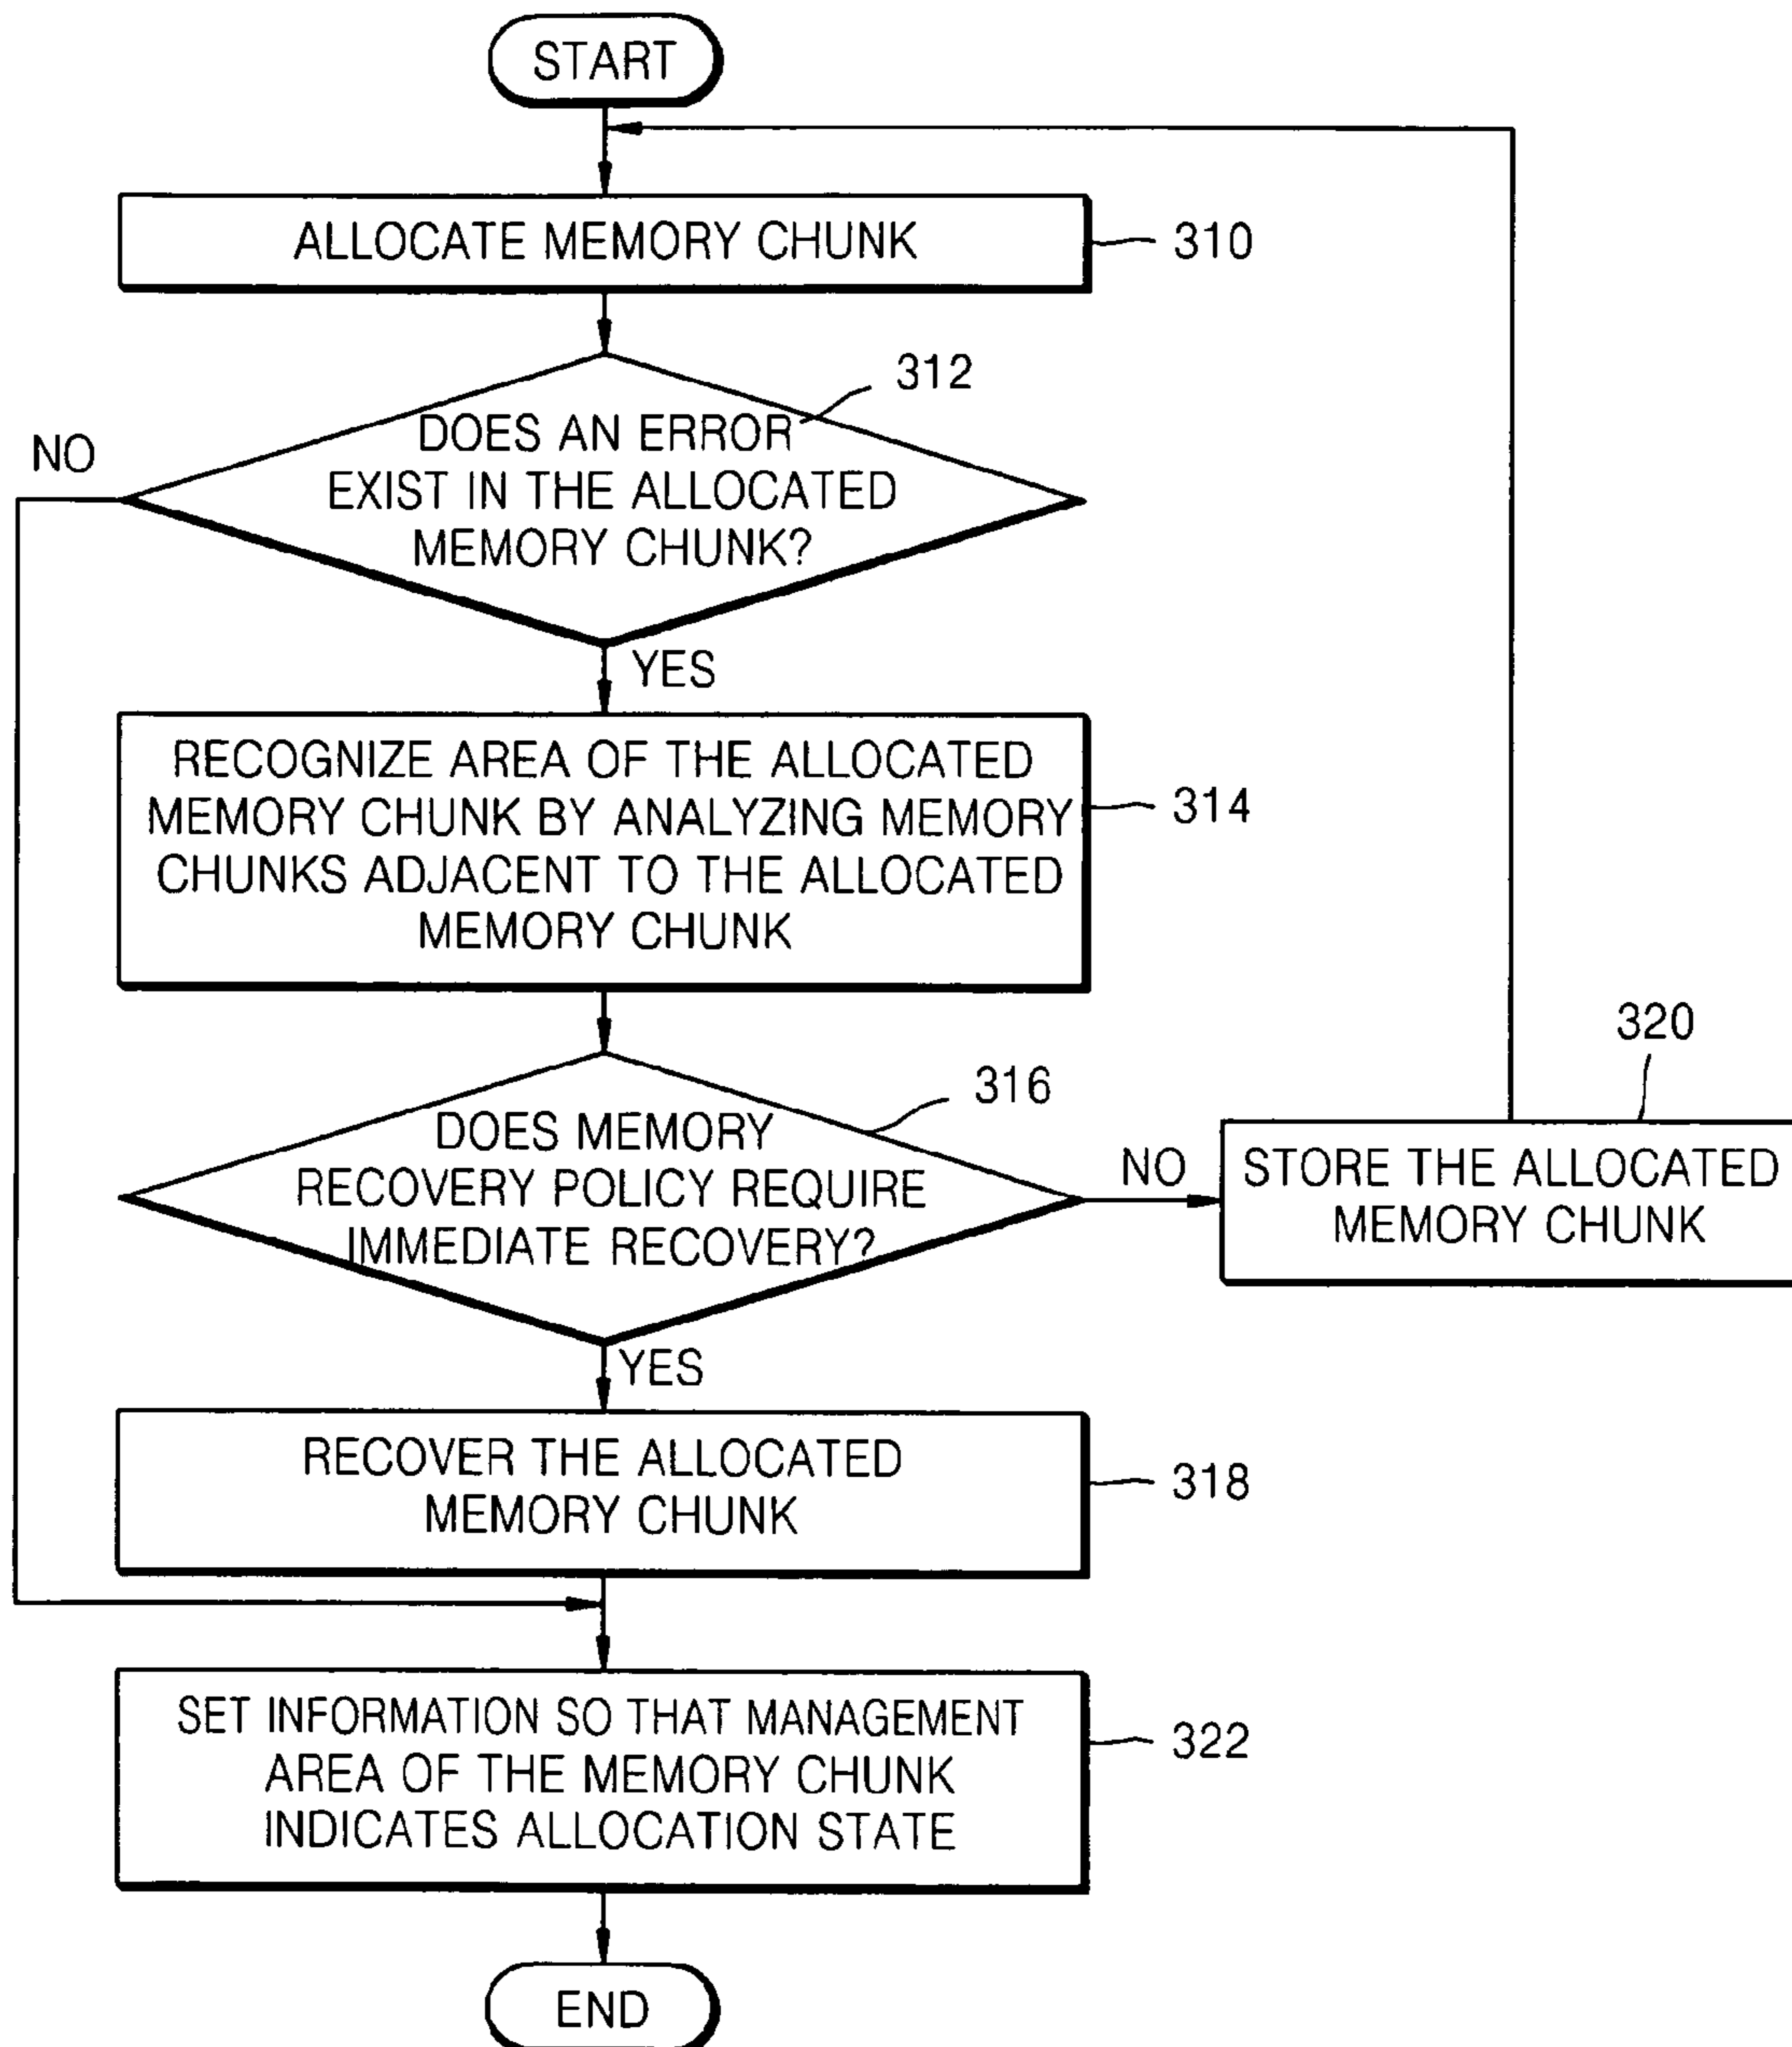 START
ALLOCATE MEMORY CHUNK
310
312
DOES AN ERROR
EXIST IN THE ALLOCATED
MEMORY CHUNK?
NO
YES
RECOGNIZE AREA OF THE ALLOCATED
MEMORY CHUNK BY ANALYZING MEMORY
CHUNKS ADJACENT TO THE ALLOCATED
MEMORY CHUNK
314
316
DOES MEMORY
RECOVERY POLICY REQUIRE
IMMEDIATE RECOVERY?
NO
320
STORE THE ALLOCATED
MEMORY CHUNK
YES
RECOVER THE ALLOCATED
MEMORY CHUNK
318
SET INFORMATION SO THAT MANAGEMENT
AREA OF THE MEMORY CHUNK
INDICATES ALLOCATION STATE
322
END